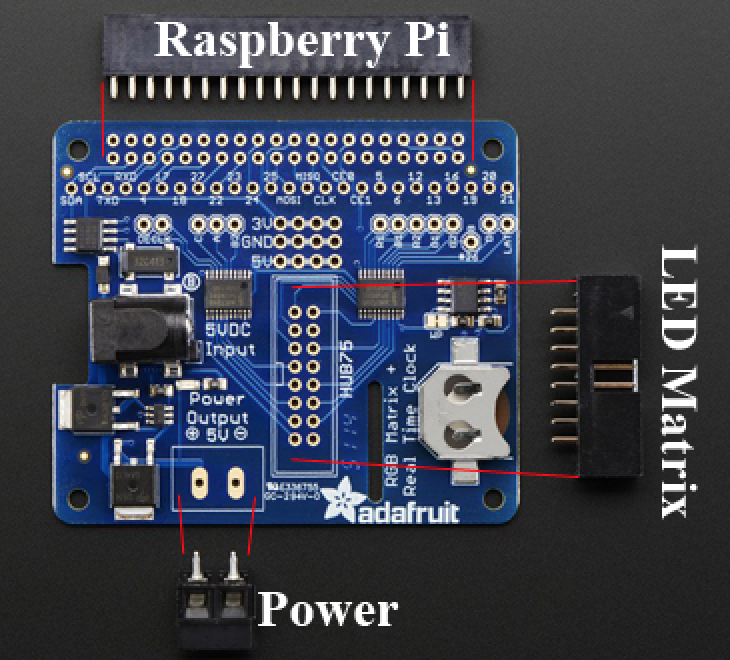 Raspberry Pi
SCL RXD 17 27 23 25 MISO CE0 5 12 16 20
SDA TXD 4 18 22 24 MOSI CLK CE1 6 13 19 21
3V
GND
5V
5VDC
Input
HUB75
Power
Output
5V
RGB Matrix +
Real Time Clock
adafruit
LED Matrix
Power